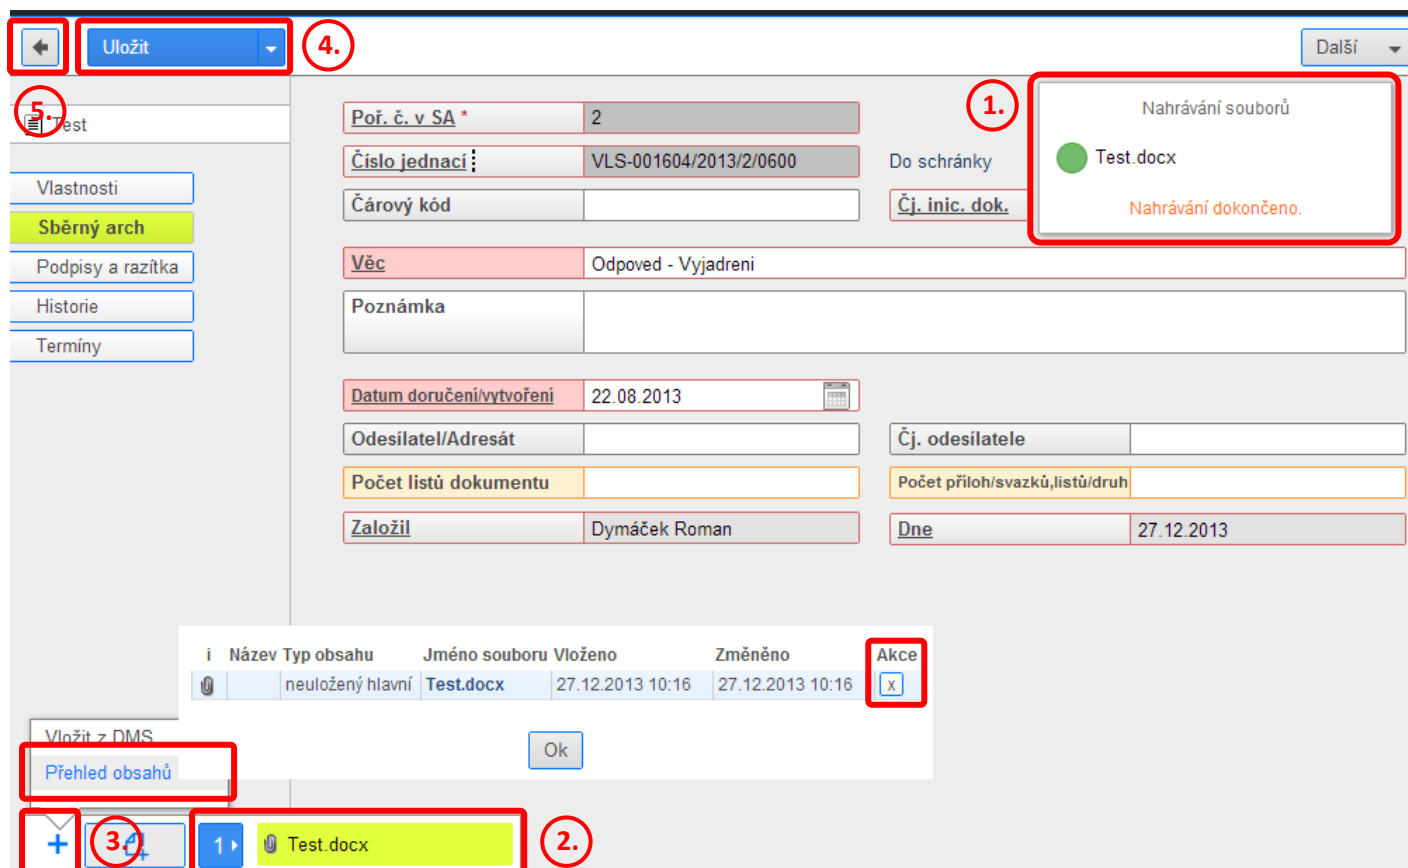 Uložit
4.
Další
5.
Test
Poř. č. v SA * 2
1.
Nahrávání souborů
Test.docx
Nahrávání dokončeno.
Číslo jednací VLS-001604/2013/2/0600 Do schránky
Vlastnosti
Čárový kód Čj. inic. dok.
Sběrný arch
Podpisy a razítka
Věc Odpoved - Vyjadreni
Historie
Poznámka
Termíny
Datum doručení/vytvoření 22.08.2013
Odesílatel/Adresát Čj. odesílatele
Počet listů dokumentu Počet příloh/svazků,listů/druh
Založil Dymáček Roman Dne 27.12.2013
i Název Typ obsahu Jméno souboru Vloženo Změněno Akce
neuložený hlavní Test.docx 27.12.2013 10:16 27.12.2013 10:16 x
Vložit z DMS
Ok
Přehled obsahů
+ 3. 1 Test.docx 2.